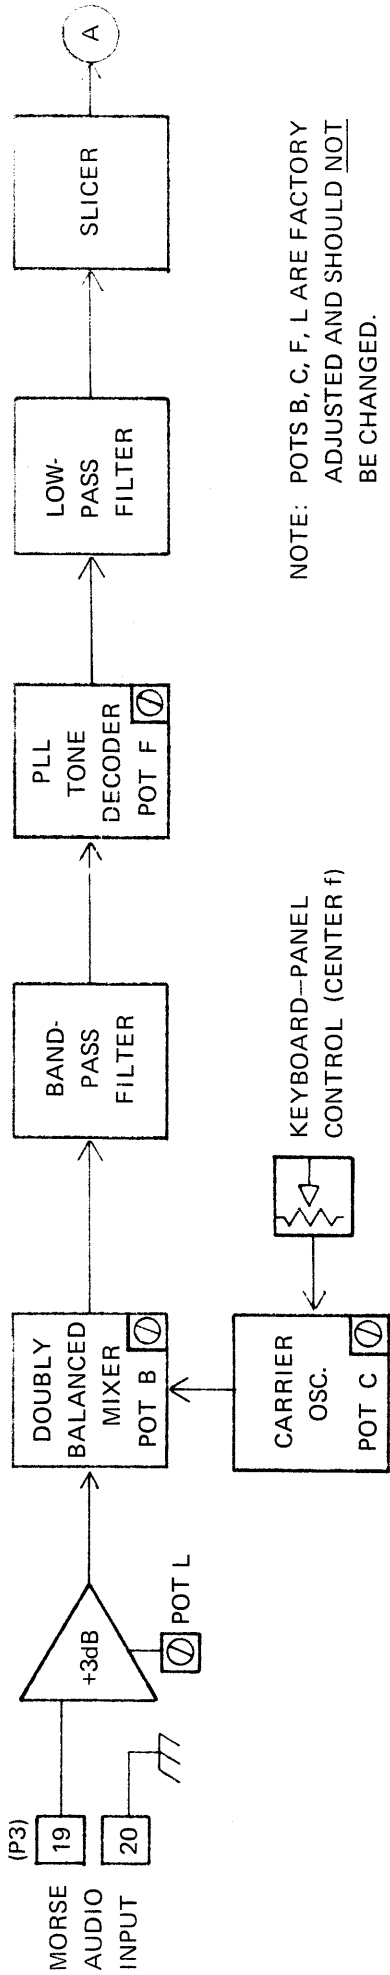 (P3)
MORSE
AUDIO
INPUT
19
20
+3dB
POT L
DOUBLY
BALANCED
MIXER
POT B
CARRIER
OSC.
POT C
KEYBOARD–PANEL
CONTROL (CENTER f)
BAND-
PASS
FILTER
PLL
TONE
DECODER
POT F
LOW-
PASS
FILTER
SLICER
A
NOTE: POTS B, C, F, L ARE FACTORY
ADJUSTED AND SHOULD NOT
BE CHANGED.